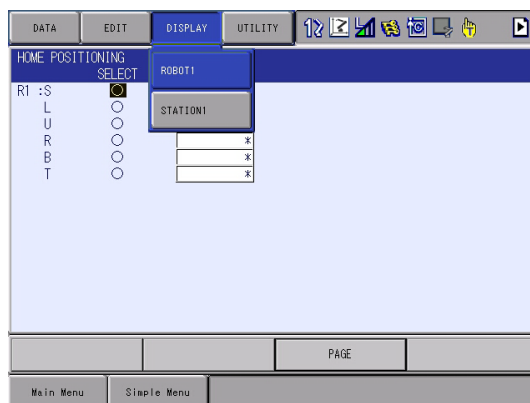 DATA EDIT DISPLAY UTILITY
HOME POSITIONING
SELECT
ROBOT1
STATION1
R1 :S
L
U
R *
B *
T *
PAGE
Main Menu Simple Menu